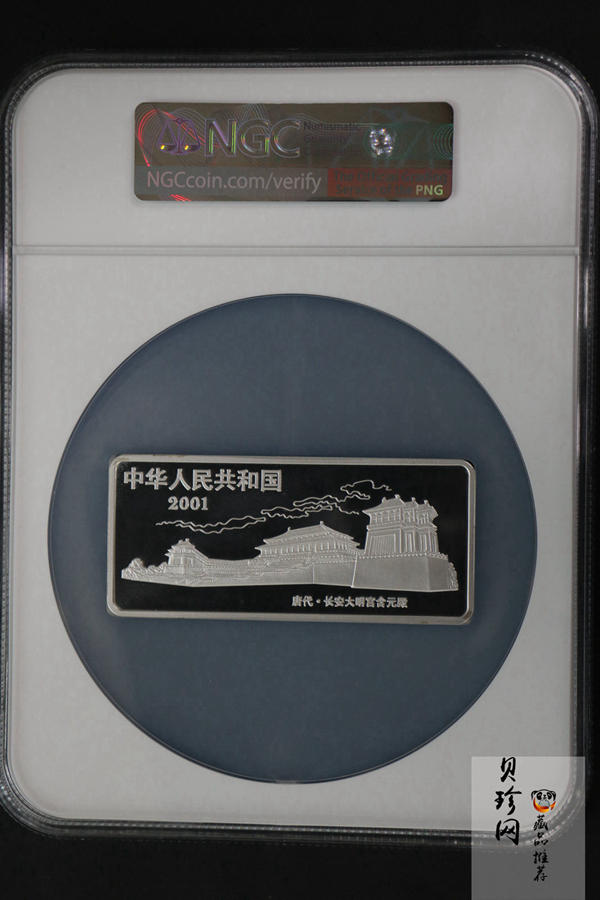 NGC
Numismatic
NGCcoin.com/verify
PNG
中华人民共和国
2001
唐代·长安大明宫含元殿
贝珍网
藏品推荐